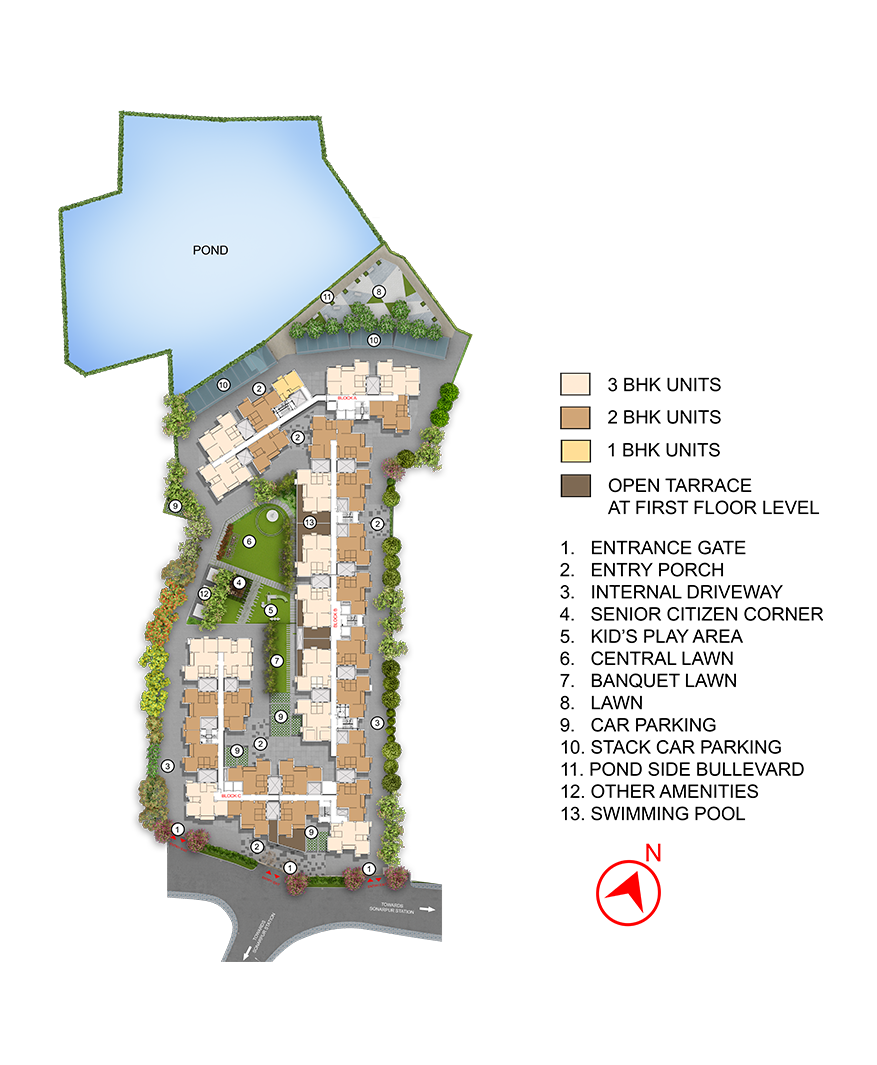 POND
11
8
10
10
2
BLOCK A
2
9
13
2
6
4
12
5
BLOCK B
7
9
3
2
9
3
BLOCK C
1
9
2
1
1
TOWARDS
SONARPUR STATION
TOWARDS
SONARPUR STATION
3 BHK UNITS
2 BHK UNITS
1 BHK UNITS
OPEN TARRACE
AT FIRST FLOOR LEVEL
1. ENTRANCE GATE
2. ENTRY PORCH
3. INTERNAL DRIVEWAY
4. SENIOR CITIZEN CORNER
5. KID'S PLAY AREA
6. CENTRAL LAWN
7. BANQUET LAWN
8. LAWN
9. CAR PARKING
10. STACK CAR PARKING
11. POND SIDE BULLEVARD
12. OTHER AMENITIES
13. SWIMMING POOL
N